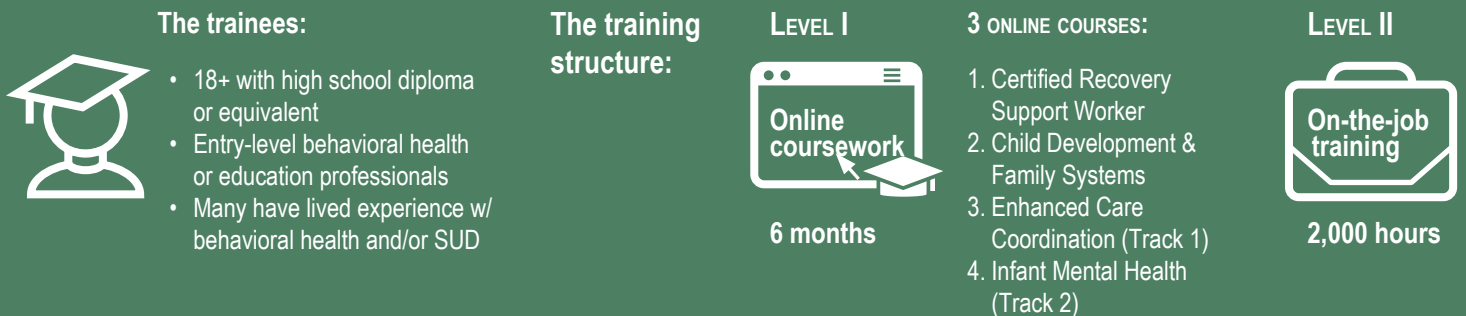 The trainees:
• 18+ with high school diploma
or equivalent
• Entry-level behavioral health
or education professionals
• Many have lived experience w/
behavioral health and/or SUD
The training
structure:
LEVEL I
Online
coursework
6 months
3 ONLINE COURSES:
1. Certified Recovery
Support Worker
2. Child Development &
Family Systems
3. Enhanced Care
Coordination (Track 1)
4. Infant Mental Health
(Track 2)
LEVEL II
On-the-job
training
2,000 hours